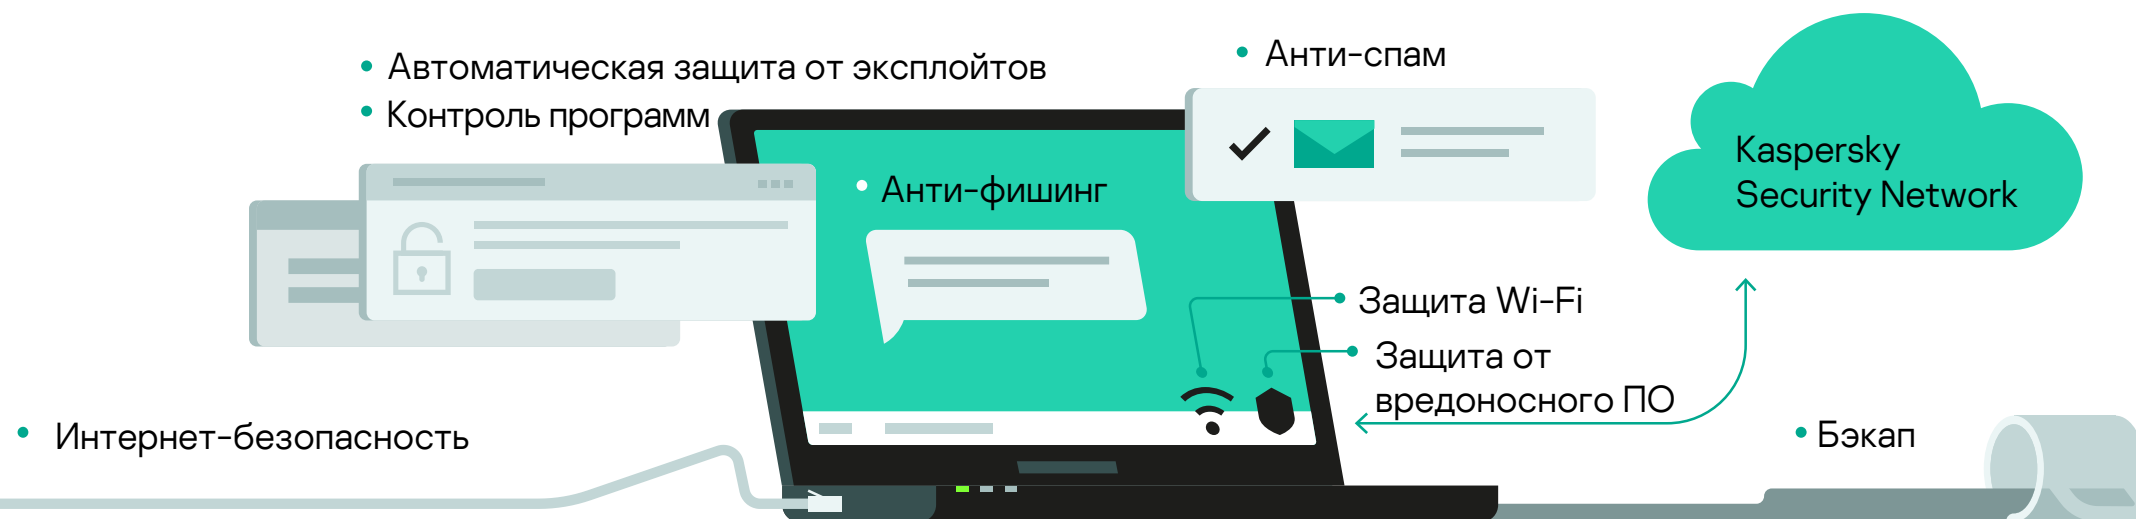 Автоматическая защита от эксплойтов
Контроль программ
Анти-спам
Kaspersky
Security Network
Анти-фишинг
Защита Wi-Fi
Защита от
вредоносного ПО
Интернет-безопасность
Бэкап